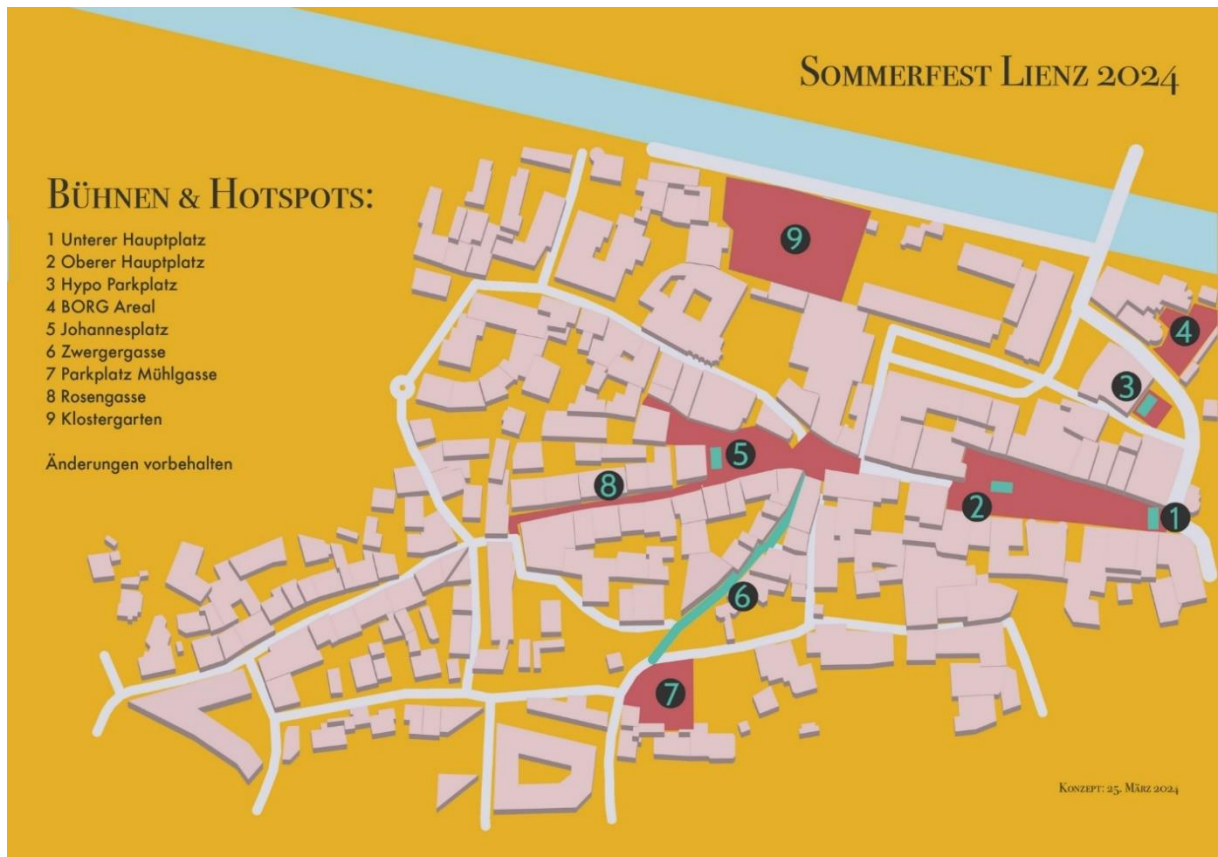 Sommerfest Lienz 2024
Bühnen & Hotspots:
1 Unterer Hauptplatz
2 Oberer Hauptplatz
3 Hypo Parkplatz
4 BORG Areal
5 Johannesplatz
6 Zwergergasse
7 Parkplatz Mühlgasse
8 Rosengasse
9 Klostergarten
Änderungen vorbehalten
9
4
3
5
8
2
1
6
7
Konzept: 25. März 2024